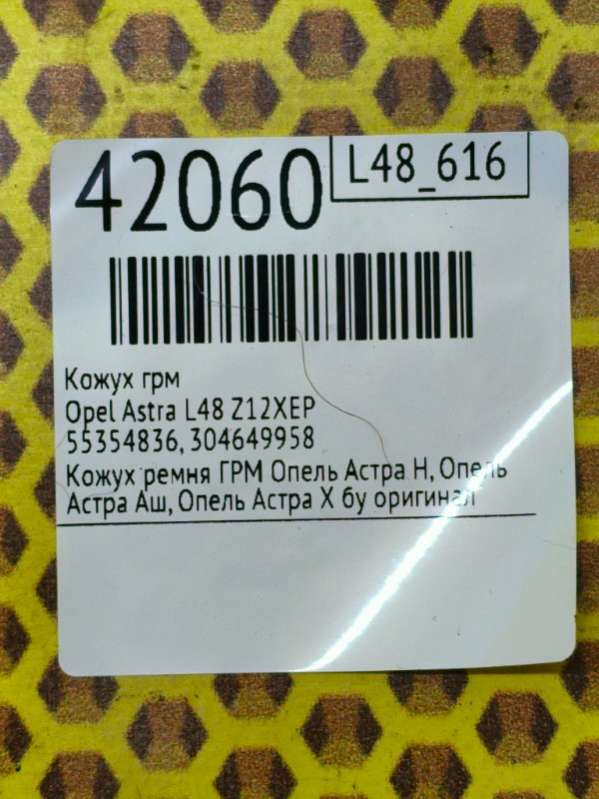 42060
L48_616
Кожух грм
Opel Astra L48 Z12XEP
55354836, 304649958
Кожух ремня ГРМ Опель Астра Н, Опель
Астра Аш, Опель Астра Х бу оригинал